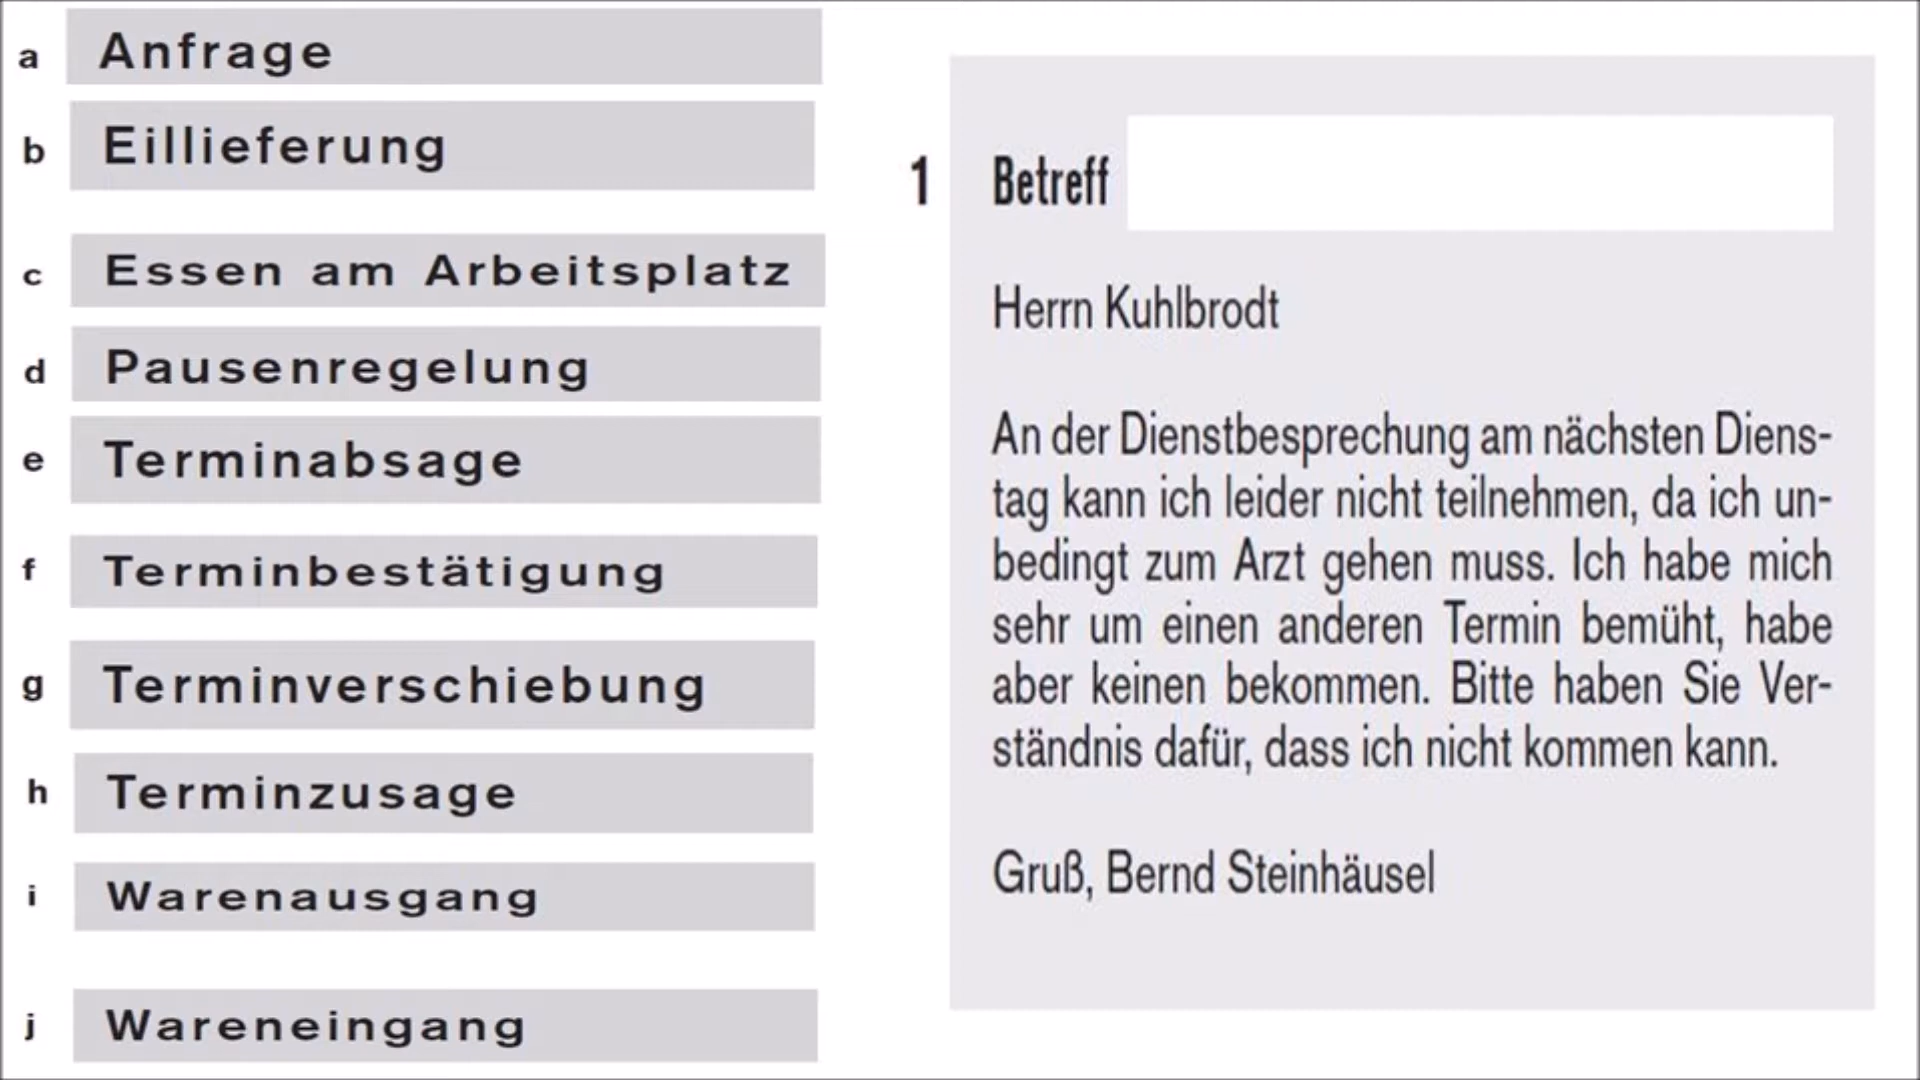 a Anfrage
b Eillieferung
c Essen am Arbeitsplatz
d Pausenregelung
e Terminabsage
f Terminbestätigung
g Terminverschiebung
h Terminzusage
i Warenausgang
j Wareneingang
1 Betreff
Herrn Kuhlbrodt
An der Dienstbesprechung am nächsten Diens-
tag kann ich leider nicht teilnehmen, da ich un-
bedingt zum Arzt gehen muss. Ich habe mich
sehr um einen anderen Termin bemüht, habe
aber keinen bekommen. Bitte haben Sie Ver-
ständnis dafür, dass ich nicht kommen kann.
Gruß, Bernd Steinhäusel